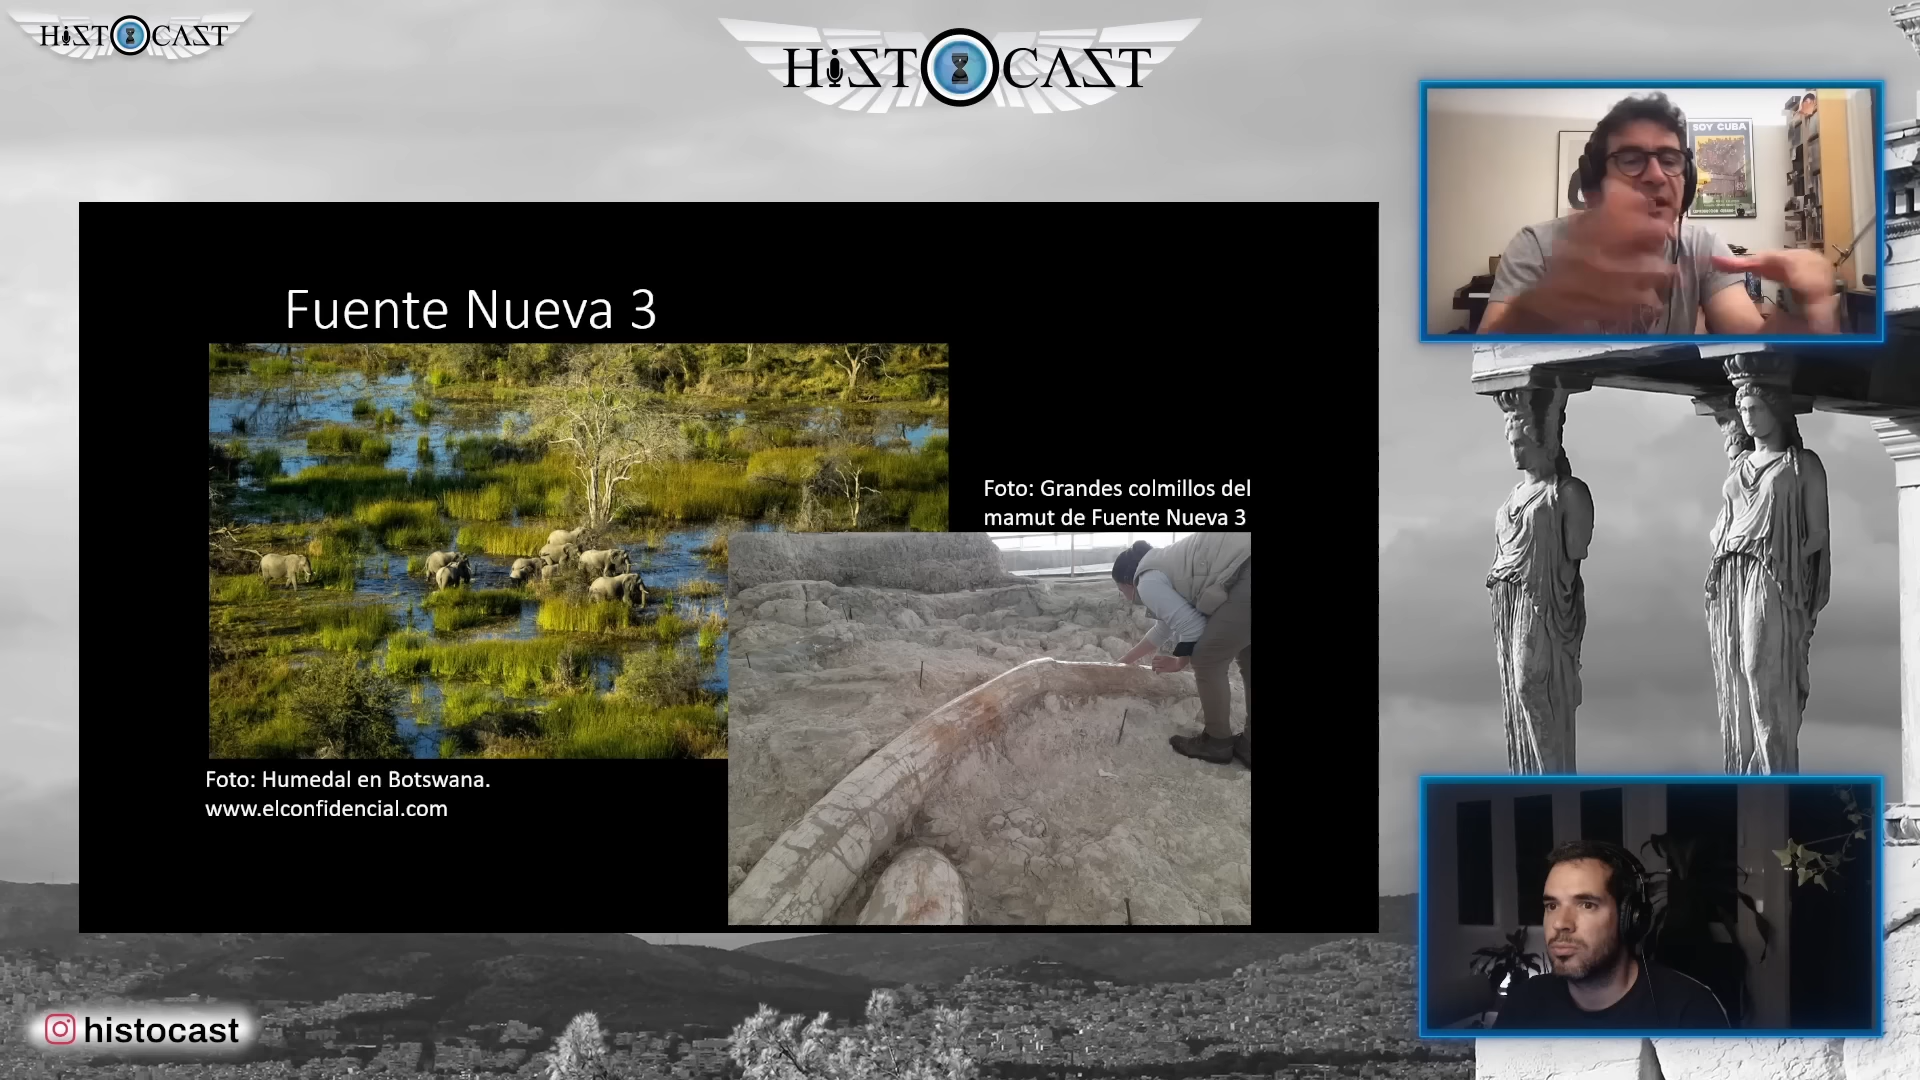 HiSTOCAST
HiSTOCAST
SOY CUBA
Fuente Nueva 3
Foto: Grandes colmillos del
mamut de Fuente Nueva 3
Foto: Humedal en Botswana.
www.elconfidencial.com
histocast